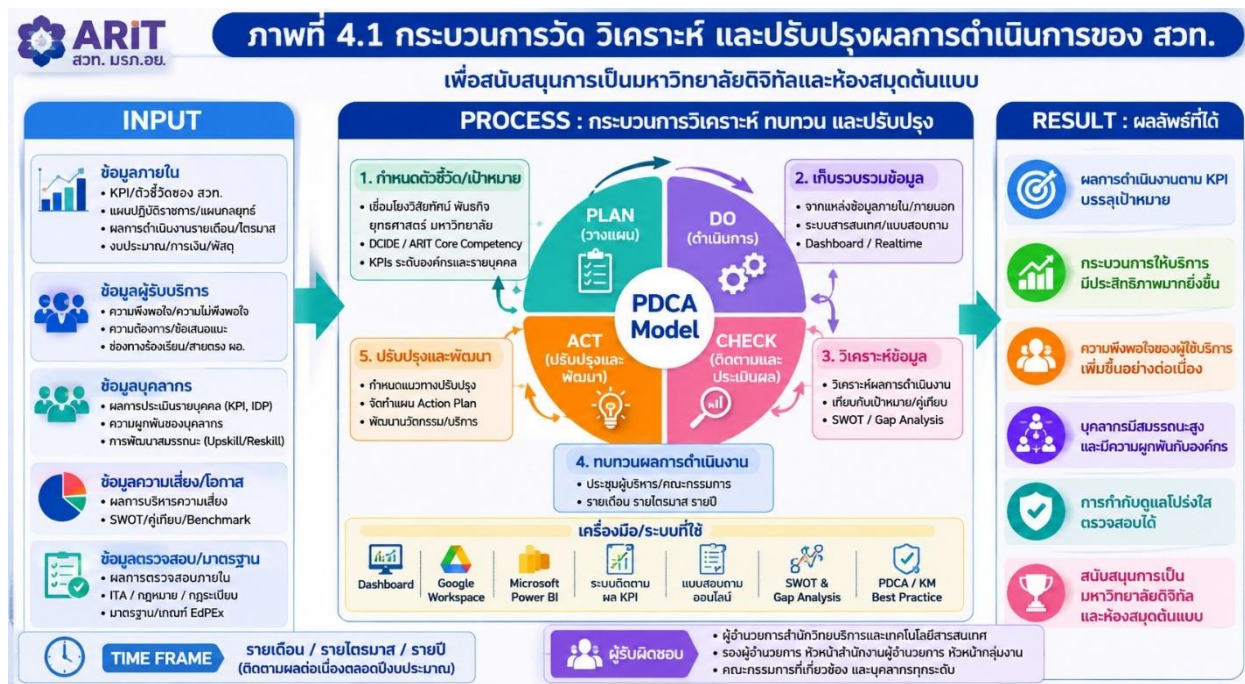 ARiT
สวท. มรภ.อย.
ภาพที่ 4.1 กระบวนการวัด วิเคราะห์ และปรับปรุงผลการดำเนินการของ สวท.
เพื่อสนับสนุนการเป็นมหาวิทยาลัยดิจิทัลและห้องสมุดต้นแบบ
INPUT
ข้อมูลภายใน
• KPI/ตัวชี้วัดของ สวท.
• แผนปฏิบัติราชการ/แผนกลยุทธ์
• ผลการดำเนินงานรายเดือน/ไตรมาส
• งบประมาณ/การเงิน/พัสดุ
ข้อมูลผู้รับบริการ
• ความพึงพอใจ/ความไม่พึงพอใจ
• ความต้องการ/ข้อเสนอแนะ
• ช่องทางร้องเรียน/สายตรง ผอ.
ข้อมูลบุคลากร
• ผลการประเมินรายบุคคล (KPI, IDP)
• ความผูกพันของบุคลากร
• การพัฒนาสมรรถนะ (Upskill/Reskill)
ข้อมูลความเสี่ยง/โอกาส
• ผลการบริหารความเสี่ยง
• SWOT/คู่เทียบ/Benchmark
ข้อมูลตรวจสอบ/มาตรฐาน
• ผลการตรวจสอบภายใน
• ITA / กฎหมาย / กฎระเบียบ
• มาตรฐาน/เกณฑ์ EdPEx
PROCESS : กระบวนการวิเคราะห์ ทบทวน และปรับปรุง
1. กำหนดตัวชี้วัด/เป้าหมาย
• เชื่อมโยงวิสัยทัศน์ พันธกิจ
ยุทธศาสตร์ มหาวิทยาลัย
• DCIDE / ARIT Core Competency
• KPIs ระดับองค์กรและรายบุคคล
PLAN
(วางแผน)
DO
(ดำเนินการ)
2. เก็บรวบรวมข้อมูล
• จากแหล่งข้อมูลภายใน/ภายนอก
• ระบบสารสนเทศ/แบบสอบถาม
• Dashboard / Realtime
PDCA
Model
5. ปรับปรุงและพัฒนา
• กำหนดแนวทางปรับปรุง
• จัดทำแผน Action Plan
• พัฒนานวัตกรรม/บริการ
ACT
(ปรับปรุงและ
พัฒนา)
CHECK
(ติดตามและ
ประเมินผล)
3. วิเคราะห์ข้อมูล
• วิเคราะห์ผลการดำเนินงาน
• เทียบกับเป้าหมาย/คู่เทียบ
• SWOT / Gap Analysis
4. ทบทวนผลการดำเนินงาน
• ประชุมผู้บริหาร/คณะกรรมการ
• รายเดือน รายไตรมาส รายปี
เครื่องมือ/ระบบที่ใช้
Dashboard
Google
Workspace
Microsoft
Power BI
ระบบติดตาม
ผล KPI
แบบสอบถาม
ออนไลน์
SWOT &
Gap Analysis
PDCA / KM
Best Practice
RESULT : ผลลัพธ์ที่ได้
ผลการดำเนินงานตาม KPI
บรรลุเป้าหมาย
กระบวนการให้บริการ
มีประสิทธิภาพมากยิ่งขึ้น
ความพึงพอใจของผู้ใช้บริการ
เพิ่มขึ้นอย่างต่อเนื่อง
บุคลากรมีสมรรถนะสูง
และมีความผูกพันกับองค์กร
การกำกับดูแลโปร่งใส
ตรวจสอบได้
สนับสนุนการเป็น
มหาวิทยาลัยดิจิทัล
และห้องสมุดต้นแบบ
TIME FRAME
รายเดือน / รายไตรมาส / รายปี
(ติดตามผลต่อเนื่องตลอดปีงบประมาณ)
ผู้รับผิดชอบ
• ผู้อำนวยการสำนักวิทยบริการและเทคโนโลยีสารสนเทศ
• รองผู้อำนวยการ หัวหน้าสำนักงานผู้อำนวยการ หัวหน้ากลุ่มงาน
• คณะกรรมการที่เกี่ยวข้อง และบุคลากรทุกระดับ